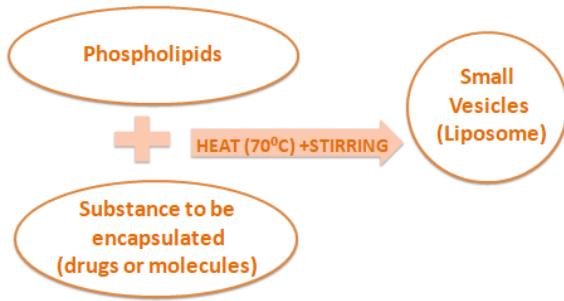 Phospholipids
HEAT (70⁰C) +STIRRING
Small
Vesicles
(Liposome)
Substance to be
encapsulated
(drugs or molecules)